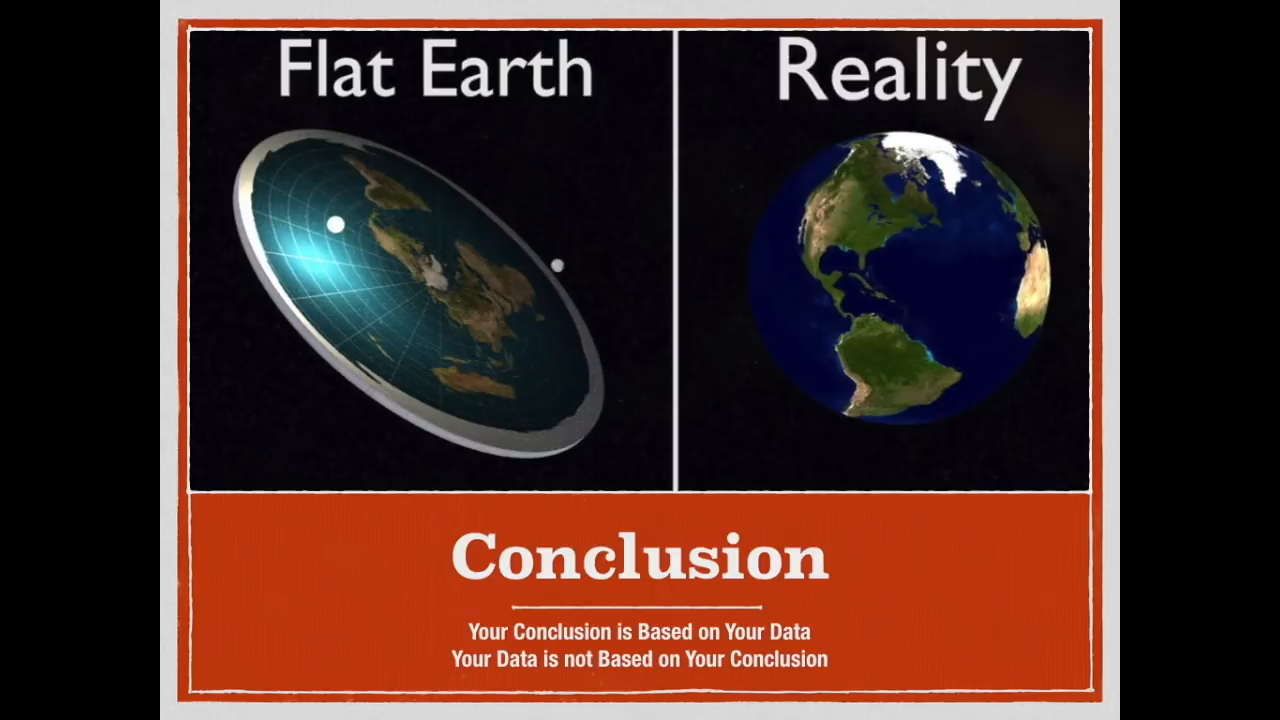 Flat Earth
Reality
Conclusion
Your Conclusion is Based on Your Data
Your Data is not Based on Your Conclusion